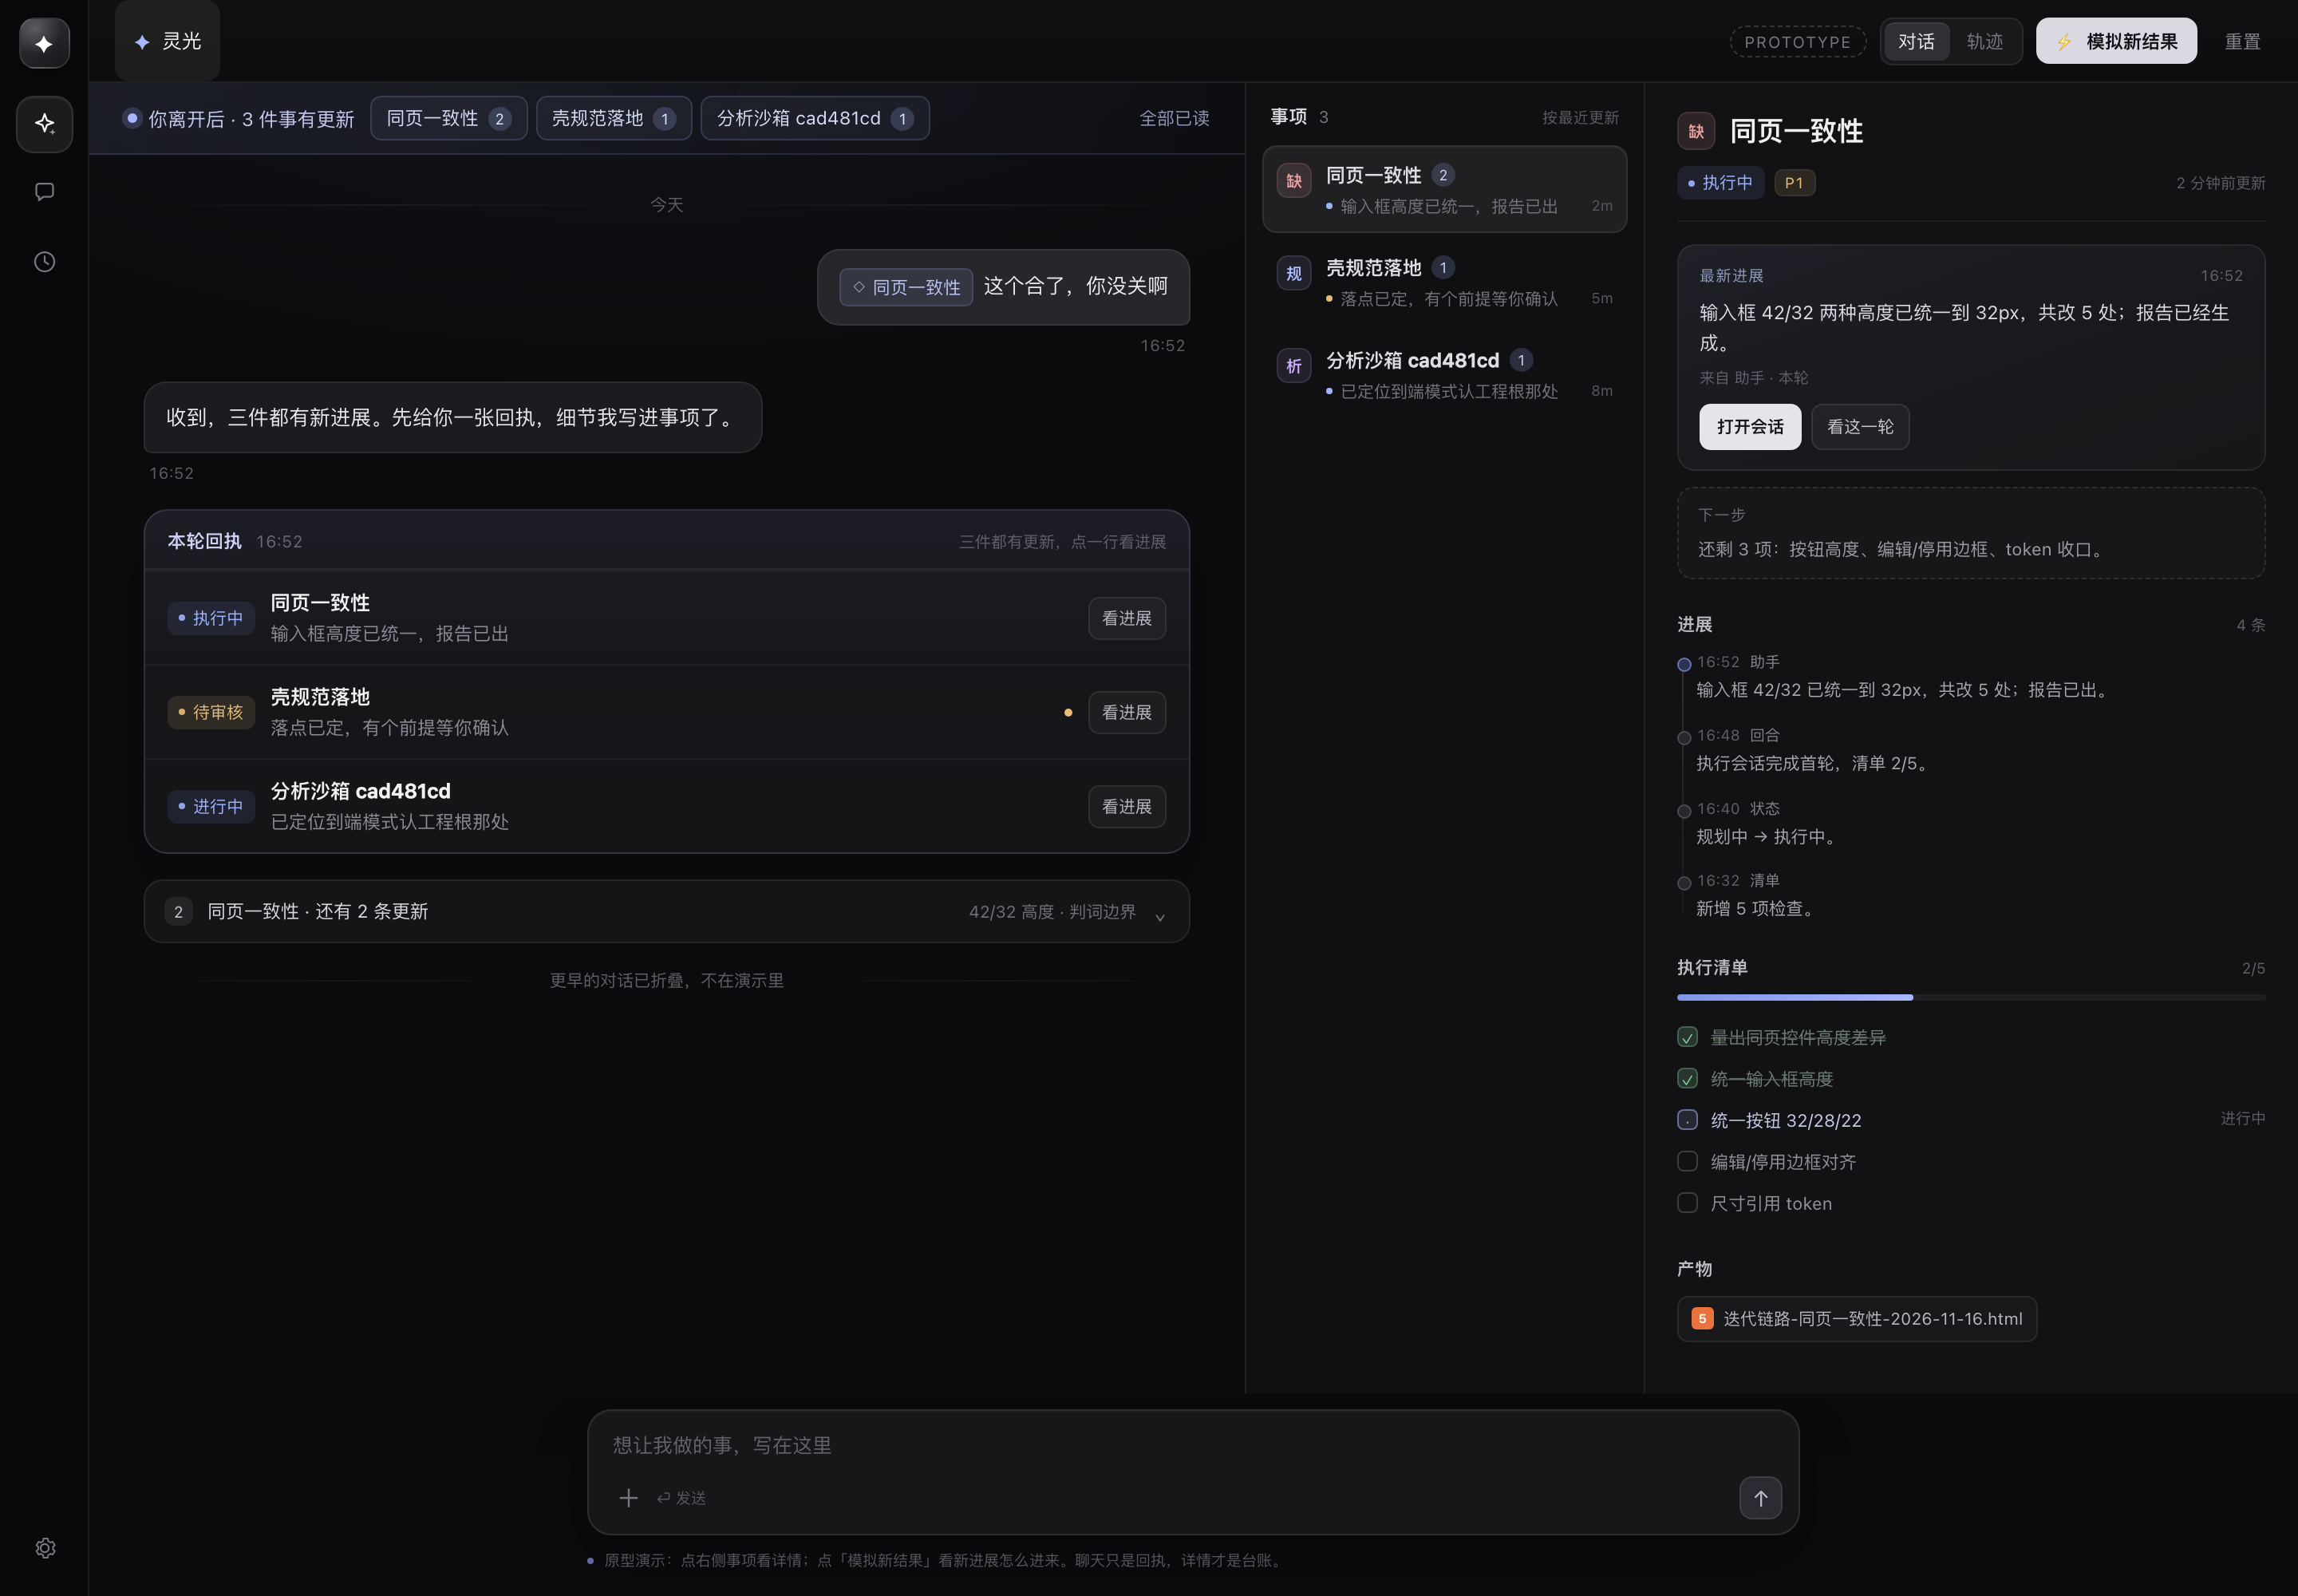 灵光
PROTOTYPE
对话
轨迹
⚡ 模拟新结果
重置
你离开后 · 3 件事有更新
同页一致性 2
壳规范落地 1
分析沙箱 cad481cd 1
全部已读
今天
◇ 同页一致性 这个合了，你没关啊
16:52
收到，三件都有新进展。先给你一张回执，细节我写进事项了。
16:52
本轮回执 16:52
三件都有更新，点一行看进展
执行中
同页一致性
输入框高度已统一，报告已出
看进展
待审核
壳规范落地
落点已定，有个前提等你确认
看进展
进行中
分析沙箱 cad481cd
已定位到端模式认工程根那处
看进展
2 同页一致性 · 还有 2 条更新
42/32 高度 · 判词边界
更早的对话已折叠，不在演示里
事项 3
按最近更新
缺
同页一致性 2
输入框高度已统一，报告已出 2m
规
壳规范落地 1
落点已定，有个前提等你确认 5m
析
分析沙箱 cad481cd 1
已定位到端模式认工程根那处 8m
缺 同页一致性
执行中 P1
2 分钟前更新
最新进展 16:52
输入框 42/32 两种高度已统一到 32px，共改 5 处；报告已经生
成。
来自 助手 · 本轮
打开会话
看这一轮
下一步
还剩 3 项：按钮高度、编辑/停用边框、token 收口。
进展 4 条
16:52 助手
输入框 42/32 已统一到 32px，共改 5 处；报告已出。
16:48 回合
执行会话完成首轮，清单 2/5。
16:40 状态
规划中 → 执行中。
16:32 清单
新增 5 项检查。
执行清单 2/5
量出同页控件高度差异
统一输入框高度
统一按钮 32/28/22 进行中
编辑/停用边框对齐
尺寸引用 token
产物
5 迭代链路-同页一致性-2026-11-16.html
想让我做的事，写在这里
发送
原型演示：点右侧事项看详情；点「模拟新结果」看新进展怎么进来。聊天只是回执，详情才是台账。